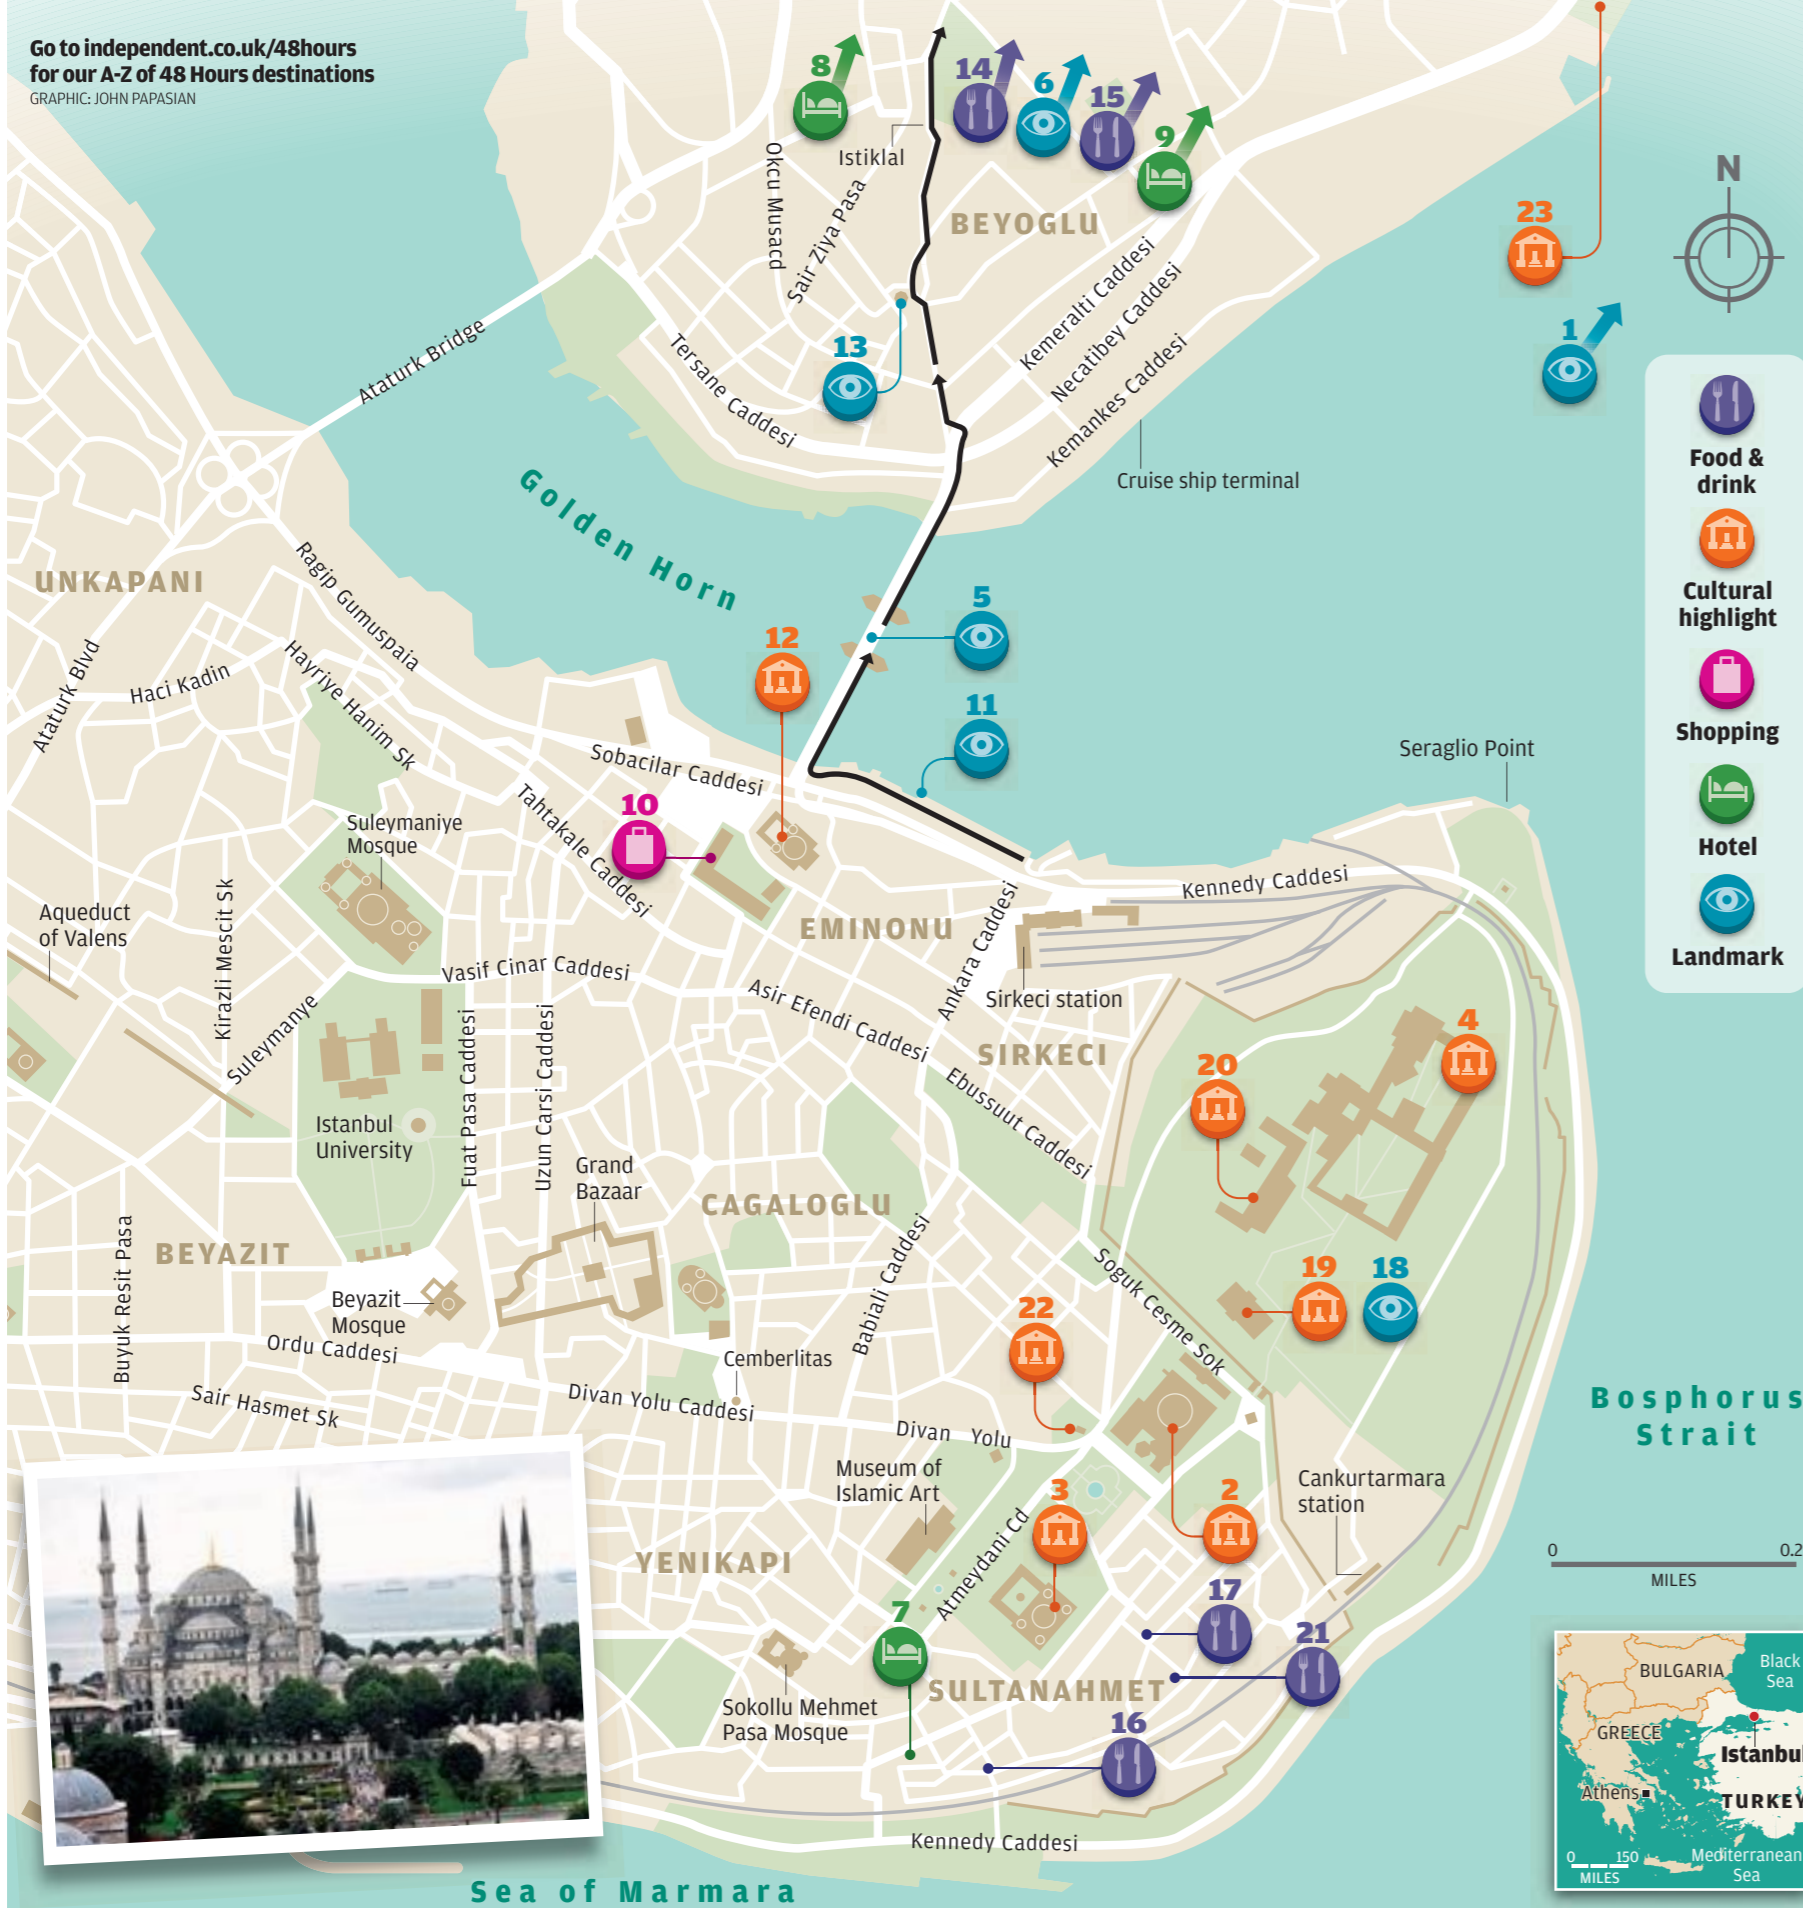 Go to independent.co.uk/48hours
for our A-Z of 48 Hours destinations
GRAPHIC: JOHN PAPASIAN
8
14
6
15
9
Istiklal
Okcu Musacd
Sair Ziya Pasa
BEYOGLU
23
N
1
13
Ataturk Bridge
Tersane Caddesi
Kemeralti Caddesi
Necatibey Caddesi
Kemankes Caddesi
Cruise ship terminal
Food &
drink
Cultural
highlight
Shopping
Hotel
Landmark
Golden Horn
UNKAPANI
Ragip Gumuspaia
5
12
11
Ataturk Blvd
Haci Kadin
Hayriye Hanim Sk
Sobacilar Caddesi
Seraglio Point
10
Tahtakale Caddesi
Suleymaniye
Mosque
Kennedy Caddesi
Aqueduct
of Valens
Kirazli Mescit Sk
EMINONU
Ankara Caddesi
Vasif Cinar Caddesi
Asir Efendi Caddesi
Sirkeci station
Suleymanye
SIRKECI
4
20
Fuat Pasa Caddesi
Uzun Carsi Caddesi
Ebussuut Caddesi
Istanbul
University
Grand
Bazaar
CAGALOGLU
Buyuk Resit Pasa
BEYAZIT
Babiali Caddesi
Soguk Cesme Sok
19
18
22
Beyazit
Mosque
Ordu Caddesi
Cemberlitas
Sair Hasmet Sk
Divan Yolu Caddesi
Divan Yolu
Bosphorus
Strait
Museum of
Islamic Art
3
2
Cankurtarmara
station
Atmeydani Cd
YENIKAPI
0
0.2
MILES
7
17
21
SULTANAHMET
Sokollu Mehmet
Pasa Mosque
16
Kennedy Caddesi
Sea of Marmara
BULGARIA
Black
Sea
GREECE
Istanbul
Athens
TURKEY
0
150
MILES
Mediterranean
Sea